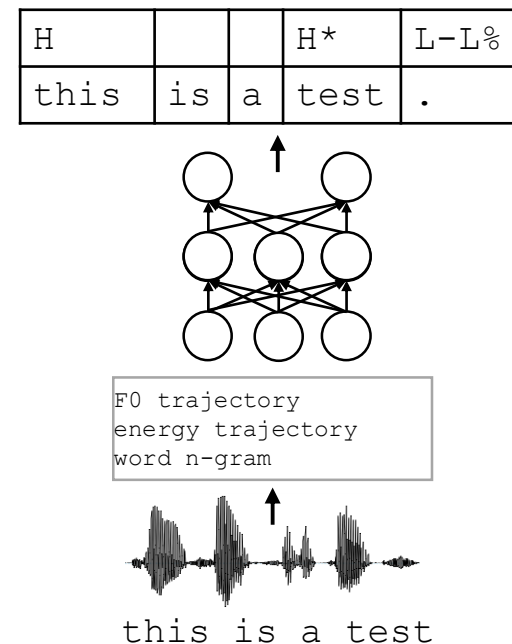 H H* L-L%
this is a test .
F0 trajectory
energy trajectory
word n-gram
this is a test